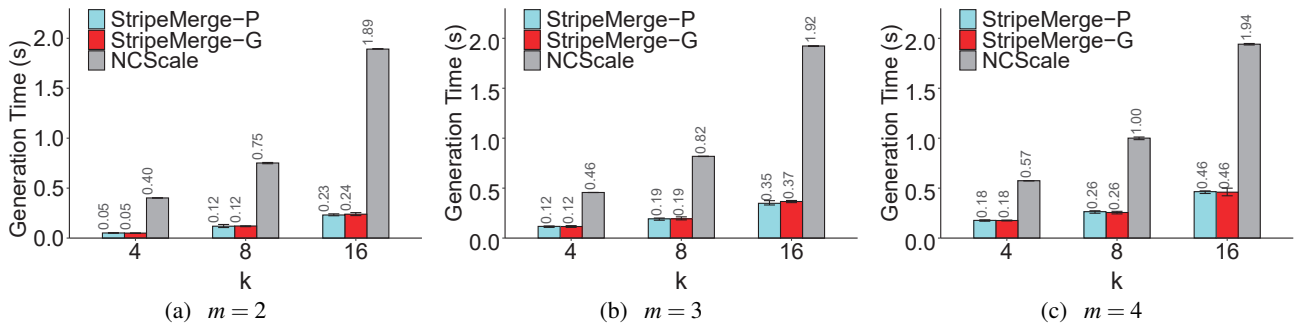 StripeMerge−P
StripeMerge−G
NCScale
Generation Time (s)
2.0
1.5
1.0
0.5
0.0
0.05
0.05
0.40
0.12
0.12
0.75
0.23
0.24
1.89
4
8
16
k
(a) m = 2
StripeMerge−P
StripeMerge−G
NCScale
Generation Time (s)
2.0
1.5
1.0
0.5
0.0
0.12
0.12
0.46
0.19
0.19
0.82
0.35
0.37
1.92
4
8
16
k
(b) m = 3
StripeMerge−P
StripeMerge−G
NCScale
Generation Time (s)
2.0
1.5
1.0
0.5
0.0
0.18
0.18
0.57
0.26
0.26
1.00
0.46
0.46
1.94
4
8
16
k
(c) m = 4